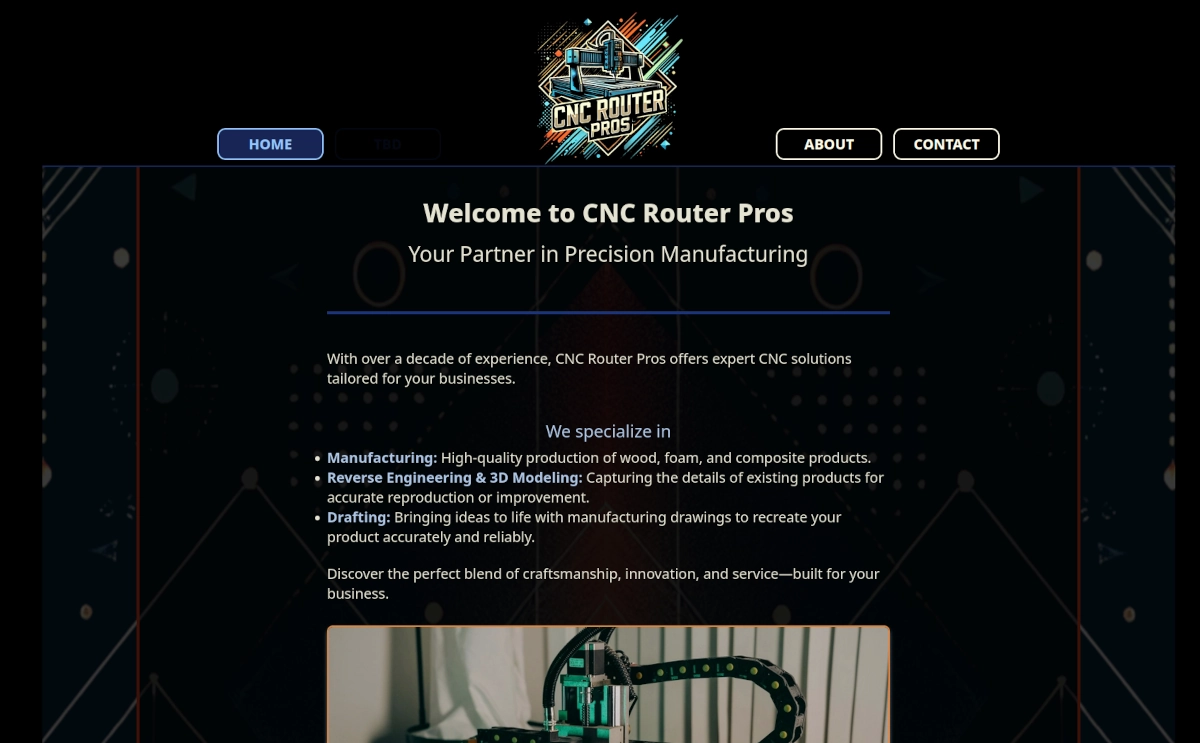 CNC ROUTER
PROS
HOME
TBD
ABOUT
CONTACT
Welcome to CNC Router Pros
Your Partner in Precision Manufacturing
With over a decade of experience, CNC Router Pros offers expert CNC solutions
tailored for your businesses.
We specialize in
• Manufacturing: High-quality production of wood, foam, and composite products.
• Reverse Engineering & 3D Modeling: Capturing the details of existing products for
accurate reproduction or improvement.
• Drafting: Bringing ideas to life with manufacturing drawings to recreate your
product accurately and reliably.
Discover the perfect blend of craftsmanship, innovation, and service—built for your
business.